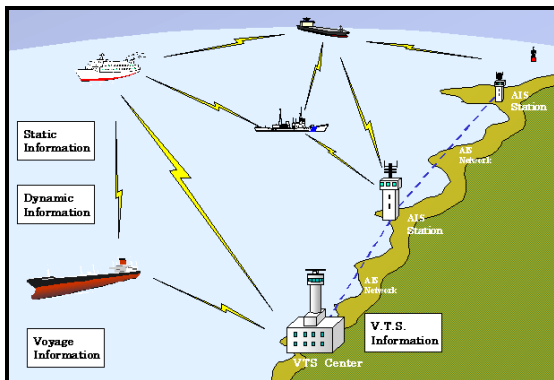 AIS
Station
Static
Information
AIS
Network
Dynamic
Information
AIS
Station
AIS
Network
V.T.S.
Information
Voyage
Information
VTS Center